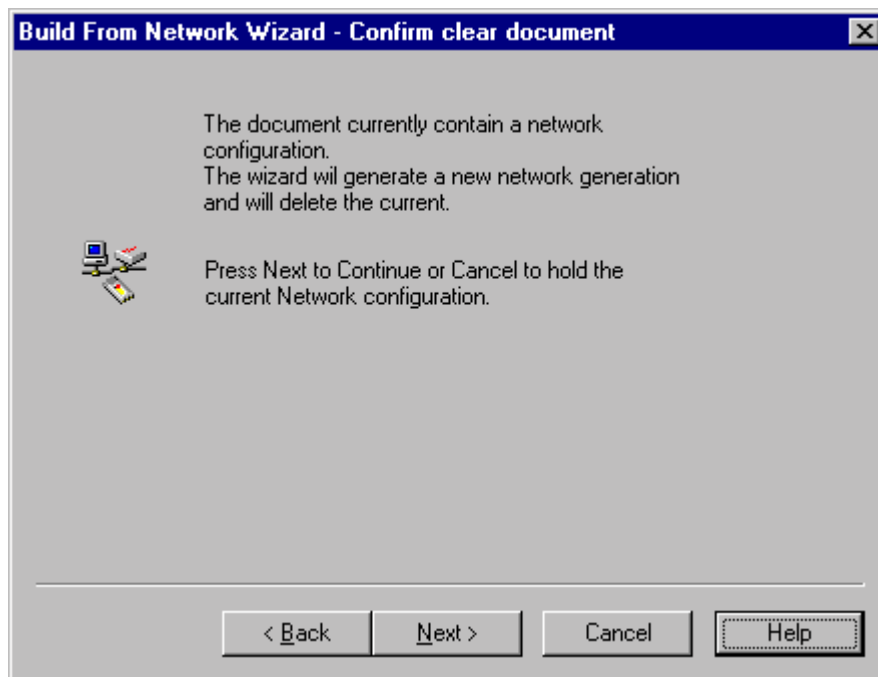 Build From Network Wizard - Confirm clear document
The document currently contain a network
configuration.
The wizard wil generate a new network generation
and will delete the current.
Press Next to Continue or Cancel to hold the
current Network configuration.
< Back
Next >
Cancel
Help